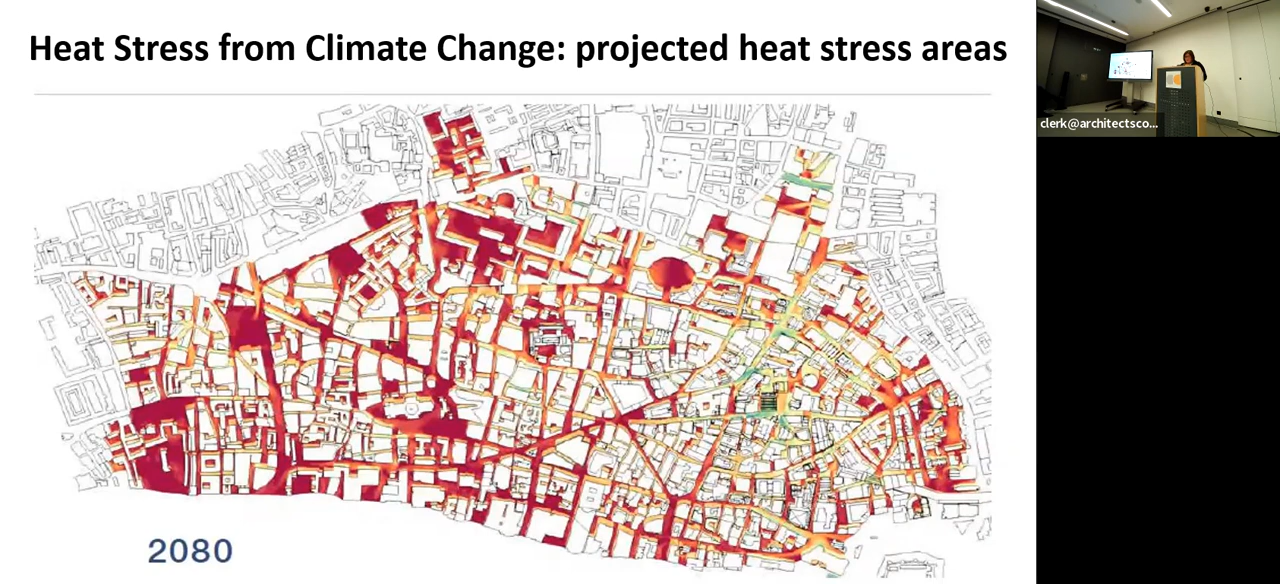 Heat Stress from Climate Change: projected heat stress areas
clerk@architectsco...
2080